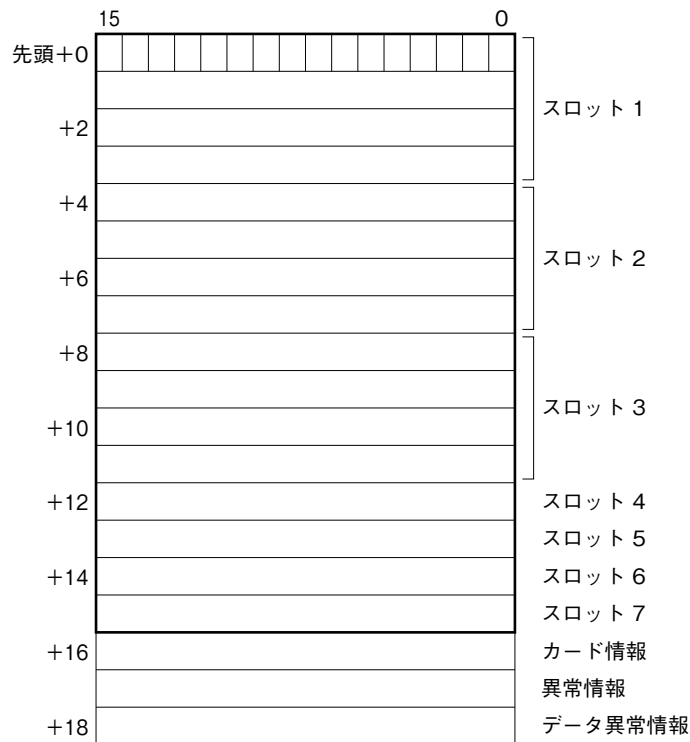 15 0
先頭+0
スロット 1
+2
+4
スロット 2
+6
+8
スロット 3
+10
+12 スロット 4
スロット 5
+14 スロット 6
スロット 7
+16 カード情報
異常情報
+18 データ異常情報